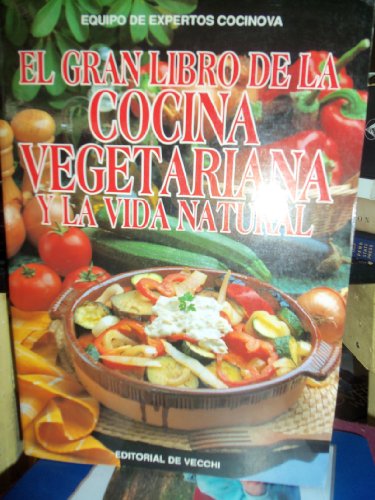 EQUIPO DE EXPERTOS COCINOVA
EL GRAN LIBRO DE LA
COCINA
VEGETARIANA
Y LA VIDA NATURAL
EDITORIAL DE VECCHI